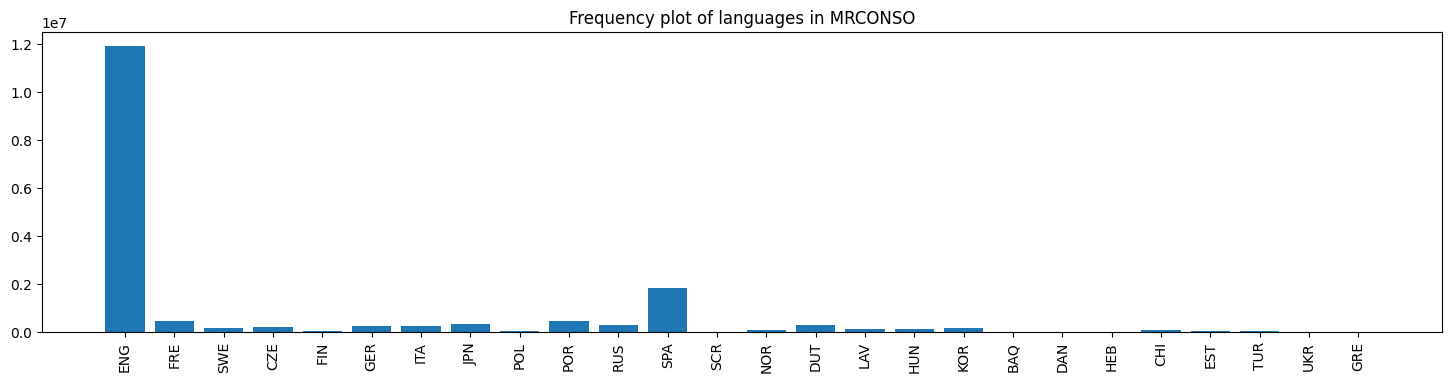 Frequency plot of languages in MRCONSO
1e7
1.2
1.0
0.8
0.6
0.4
0.2
0.0
ENG
FRE
SWE
CZE
FIN
GER
ITA
JPN
POL
POR
RUS
SPA
SCR
NOR
DUT
LAV
HUN
KOR
BAQ
DAN
HEB
CHI
EST
TUR
UKR
GRE